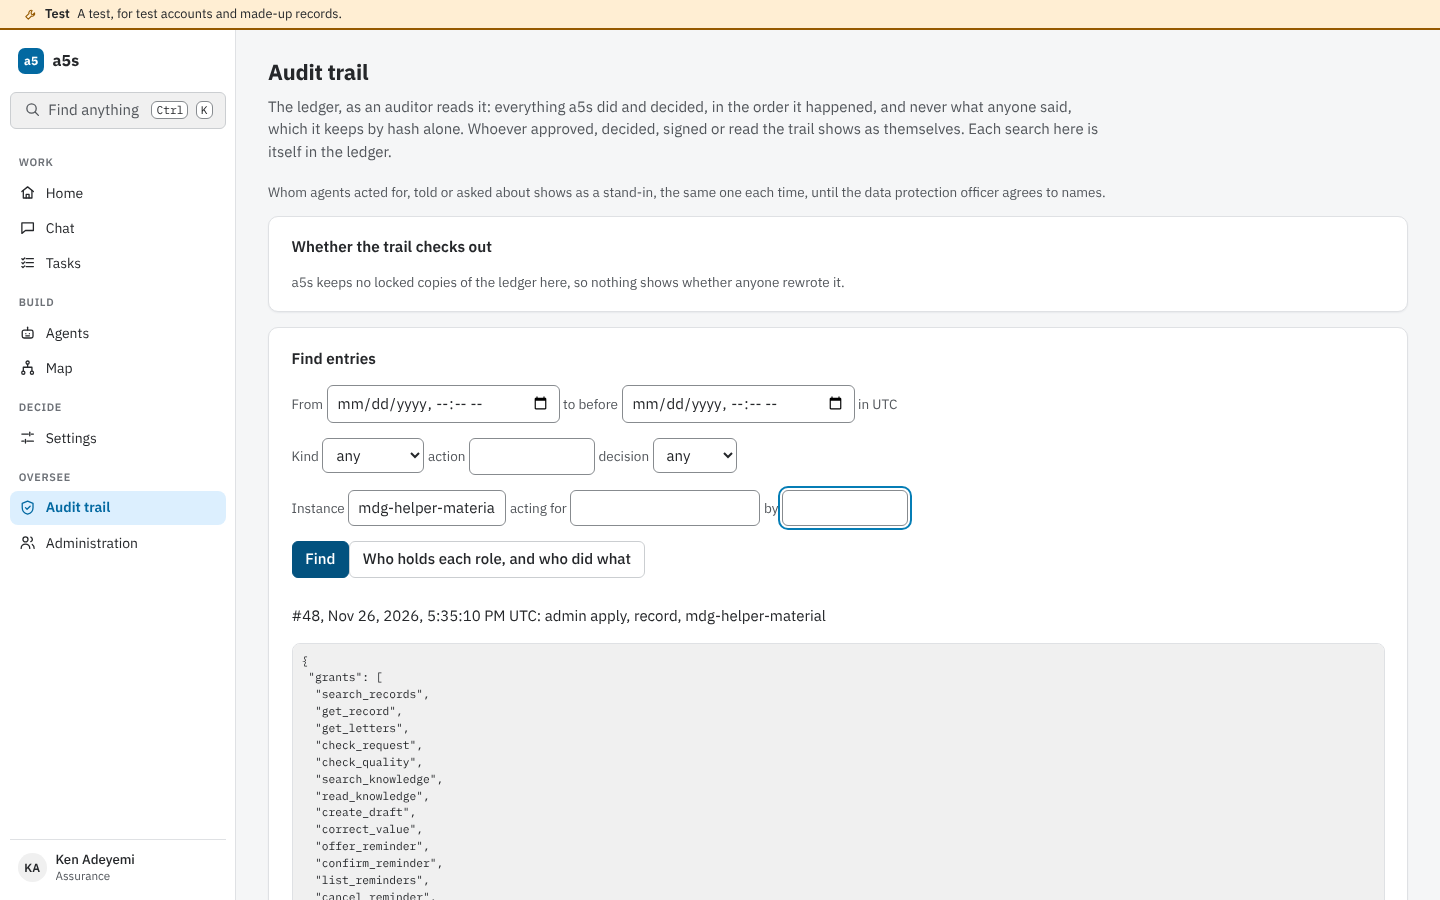 Test A test, for test accounts and made-up records.
a5 a5s
Find anything Ctrl K
WORK
Home
Chat
Tasks
BUILD
Agents
Map
DECIDE
Settings
OVERSEE
Audit trail
Administration
KA Ken Adeyemi
Assurance
Audit trail
The ledger, as an auditor reads it: everything a5s did and decided, in the order it happened, and never what anyone said,
which it keeps by hash alone. Whoever approved, decided, signed or read the trail shows as themselves. Each search here is
itself in the ledger.
Whom agents acted for, told or asked about shows as a stand-in, the same one each time, until the data protection officer agrees to names.
Whether the trail checks out
a5s keeps no locked copies of the ledger here, so nothing shows whether anyone rewrote it.
Find entries
From mm/dd/yyyy, --:-- -- to before mm/dd/yyyy, --:-- -- in UTC
Kind any action decision any
Instance mdg-helper-materia acting for by
Find Who holds each role, and who did what
#48, Nov 26, 2026, 5:35:10 PM UTC: admin apply, record, mdg-helper-material
{
"grants": [
"search_records",
"get_record",
"get_letters",
"check_request",
"check_quality",
"search_knowledge",
"read_knowledge",
"create_draft",
"correct_value",
"offer_reminder",
"confirm_reminder",
"list_reminders",
"cancel_reminder",